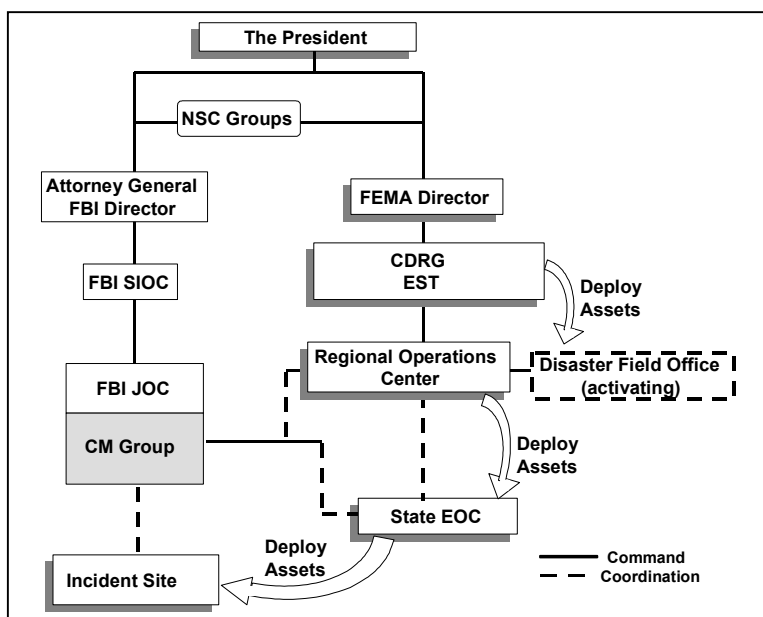 The President
NSC Groups
Attorney General
FBI Director
FEMA Director
CDRG
EST
Deploy
Assets
FBI SIOC
Regional Operations
Center
Disaster Field Office
(activating)
FBI JOC
CM Group
Deploy
Assets
State EOC
Deploy
Assets
Incident Site
Command
Coordination